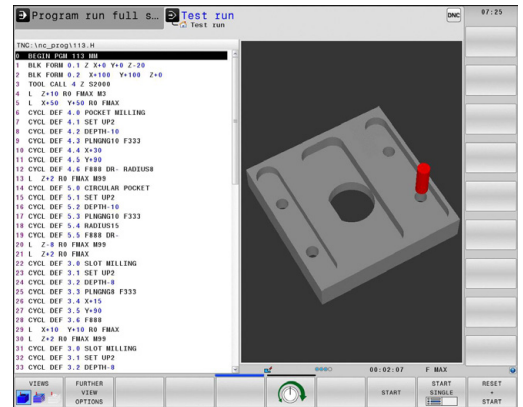 Program run full s...
Test run
Test run
DNC
07:25
TNC:\nc_prog\113.H
0 BEGIN PGM 113 MM
1 BLK FORM 0.1 Z X+0 Y+0 Z-20
2 BLK FORM 0.2 X+100 Y+100 Z+0
3 TOOL CALL 4 Z S2000
4 L Z+10 R0 FMAX M3
5 L X+50 Y+50 R0 FMAX
6 CYCL DEF 4.0 POCKET MILLING
7 CYCL DEF 4.1 SET UP2
8 CYCL DEF 4.2 DEPTH-10
9 CYCL DEF 4.3 PLNGNG10 F333
10 CYCL DEF 4.4 X+30
11 CYCL DEF 4.5 Y+90
12 CYCL DEF 4.6 F888 DR- RADIUS8
13 L Z+2 R0 FMAX M99
14 CYCL DEF 5.0 CIRCULAR POCKET
15 CYCL DEF 5.1 SET UP2
16 CYCL DEF 5.2 DEPTH-10
17 CYCL DEF 5.3 PLNGNG10 F333
18 CYCL DEF 5.4 RADIUS15
19 CYCL DEF 5.5 F888 DR-
20 L Z-8 R0 FMAX M99
21 L Z+2 R0 FMAX
22 CYCL DEF 3.0 SLOT MILLING
23 CYCL DEF 3.1 SET UP2
24 CYCL DEF 3.2 DEPTH-8
25 CYCL DEF 3.3 PLNGNG8 F333
26 CYCL DEF 3.4 X+15
27 CYCL DEF 3.5 Y+90
28 CYCL DEF 3.6 F888
29 L X+10 Y+10 R0 FMAX
30 L Z+2 R0 FMAX M99
31 CYCL DEF 3.0 SLOT MILLING
32 CYCL DEF 3.1 SET UP2
33 CYCL DEF 3.2 DEPTH-8
00:02:07 F MAX
VIEWS
FURTHER
VIEW
OPTIONS
START
START
SINGLE
RESET
+
START